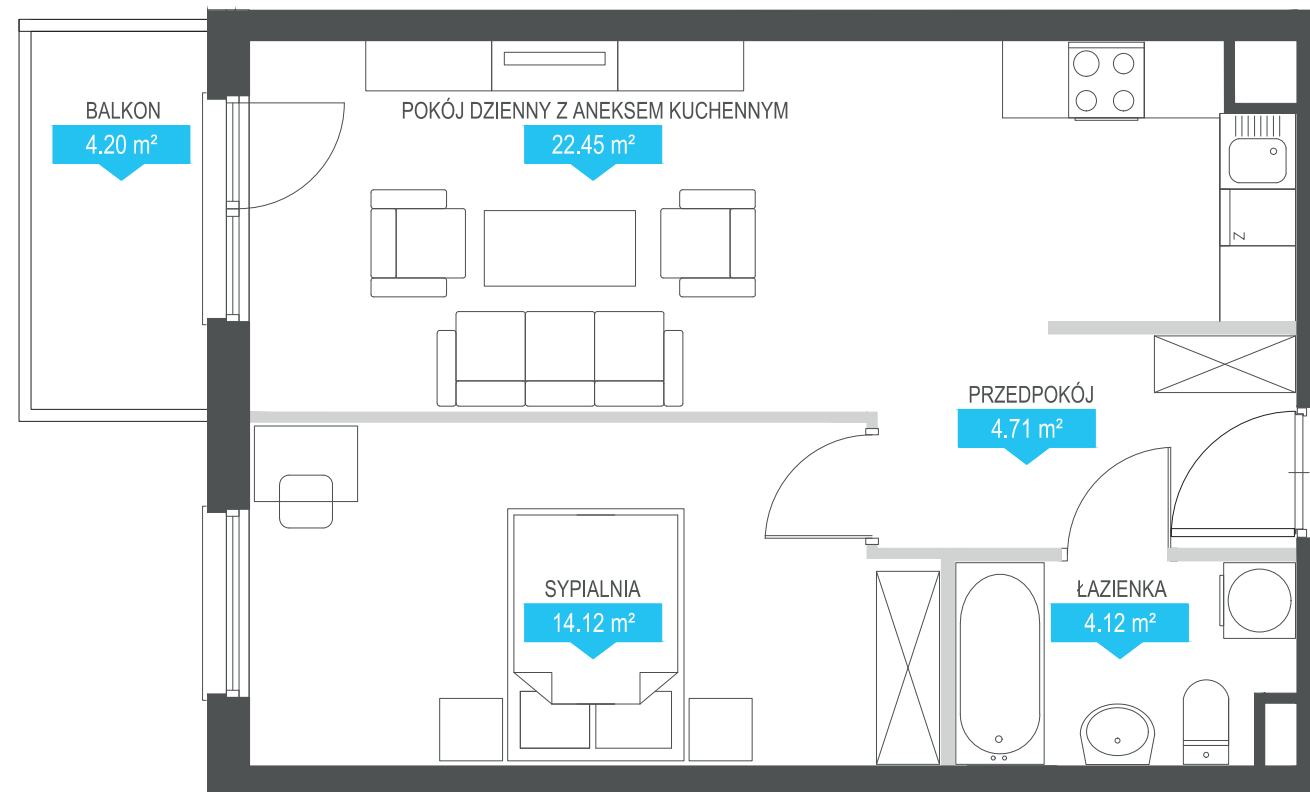 BALKON
4.20 m²
POKÓJ DZIENNY Z ANEKSEM KUCHENNYM
22.45 m²
Z
PRZEDPOKÓJ
4.71 m²
SYPIALNIA
14.12 m²
ŁAZIENKA
4.12 m²